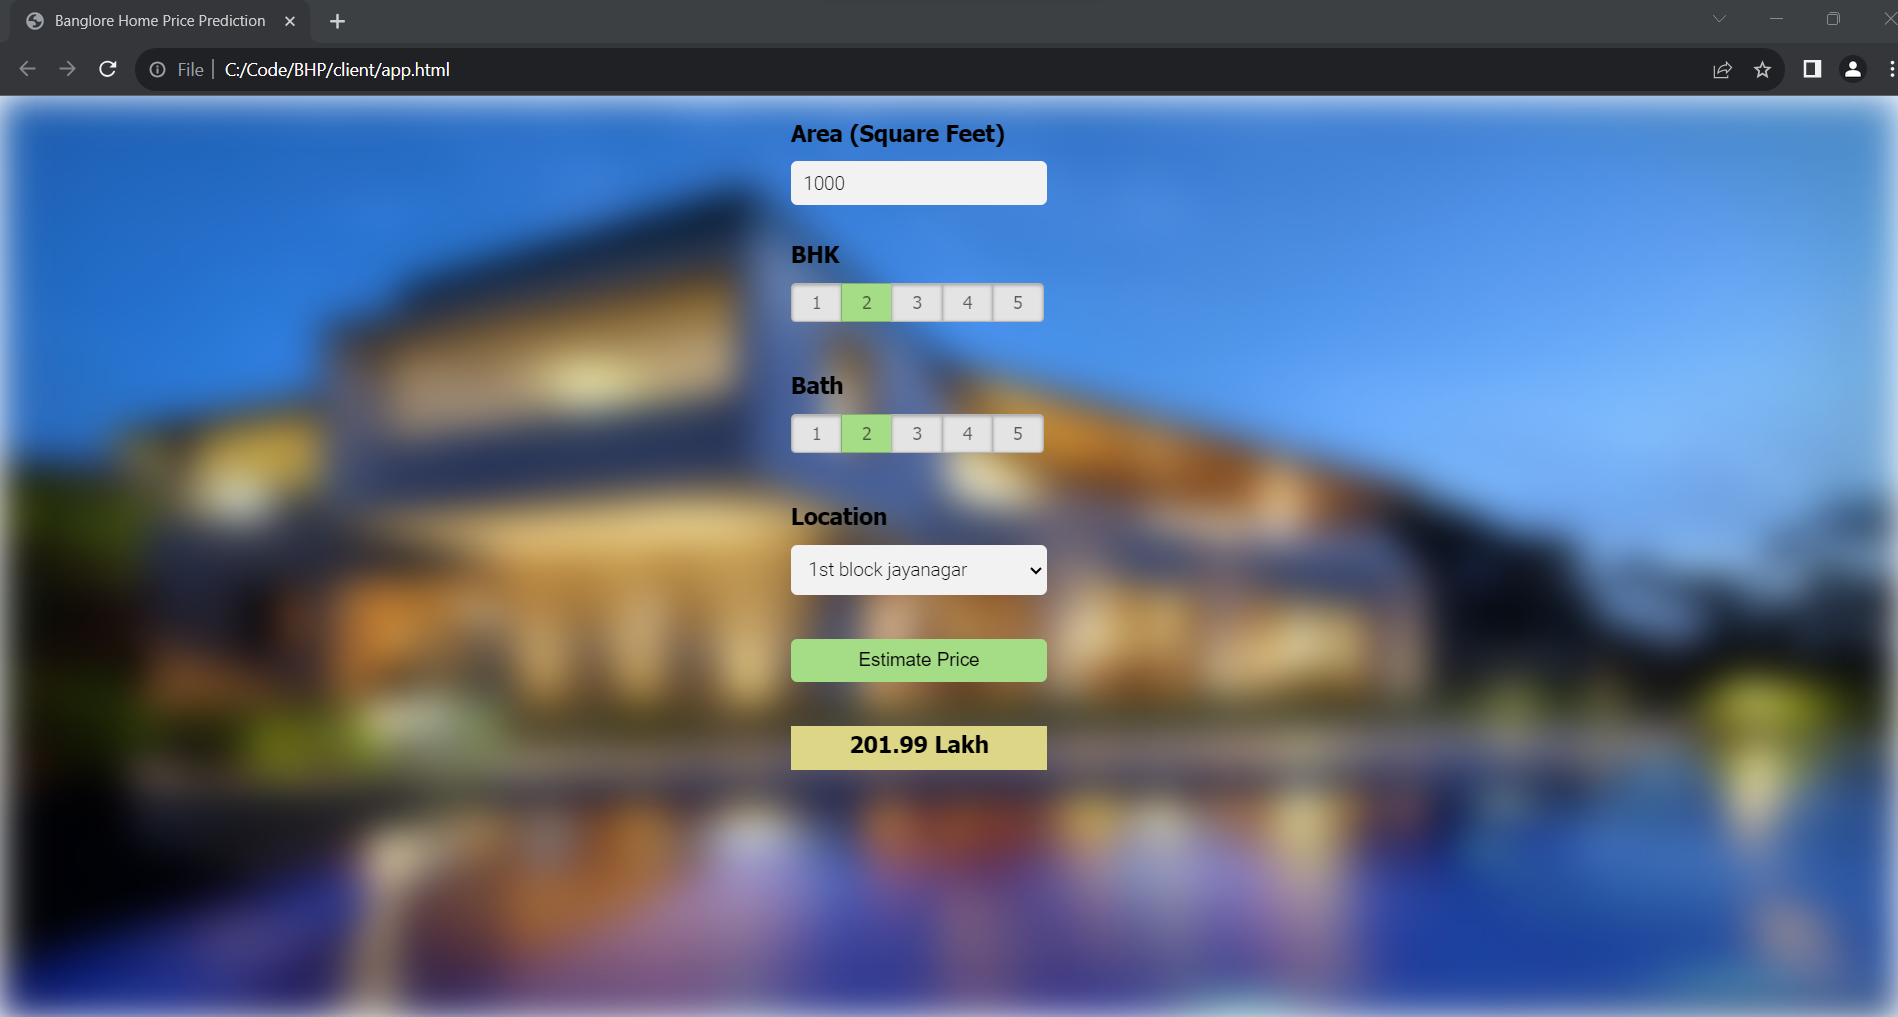 Banglore Home Price Prediction
File
C:/Code/BHP/client/app.html
Area (Square Feet)
1000
BHK
1 2 3 4 5
Bath
1 2 3 4 5
Location
1st block jayanagar
Estimate Price
201.99 Lakh